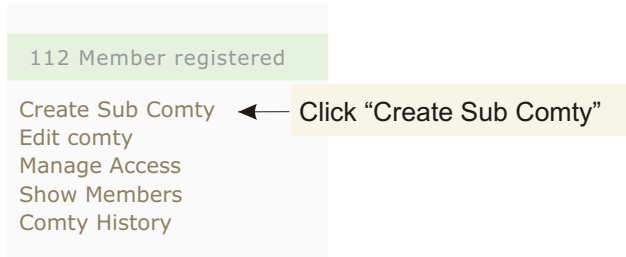 112 Member registered
Create Sub Comty
Click “Create Sub Comty”
Edit comty
Manage Access
Show Members
Comty History